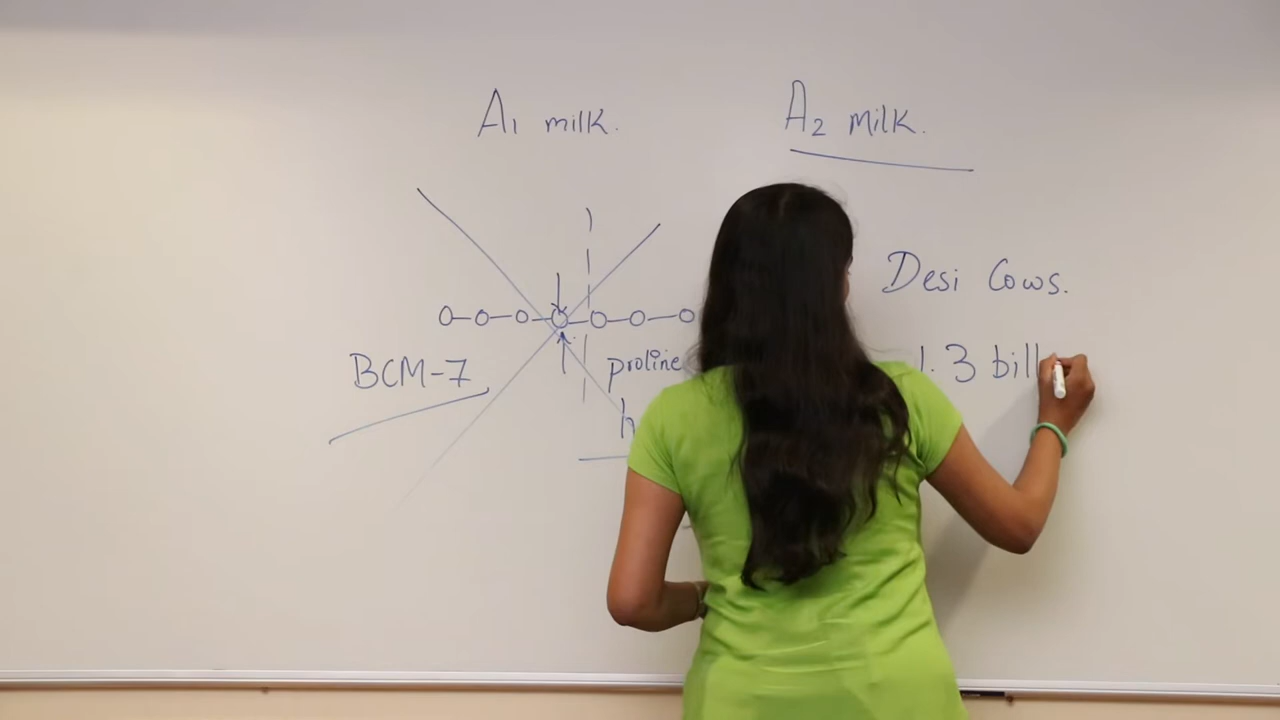 A1 milk.
A2 milk.
Desi Cows.
BCM-7
proline
1.3 bill